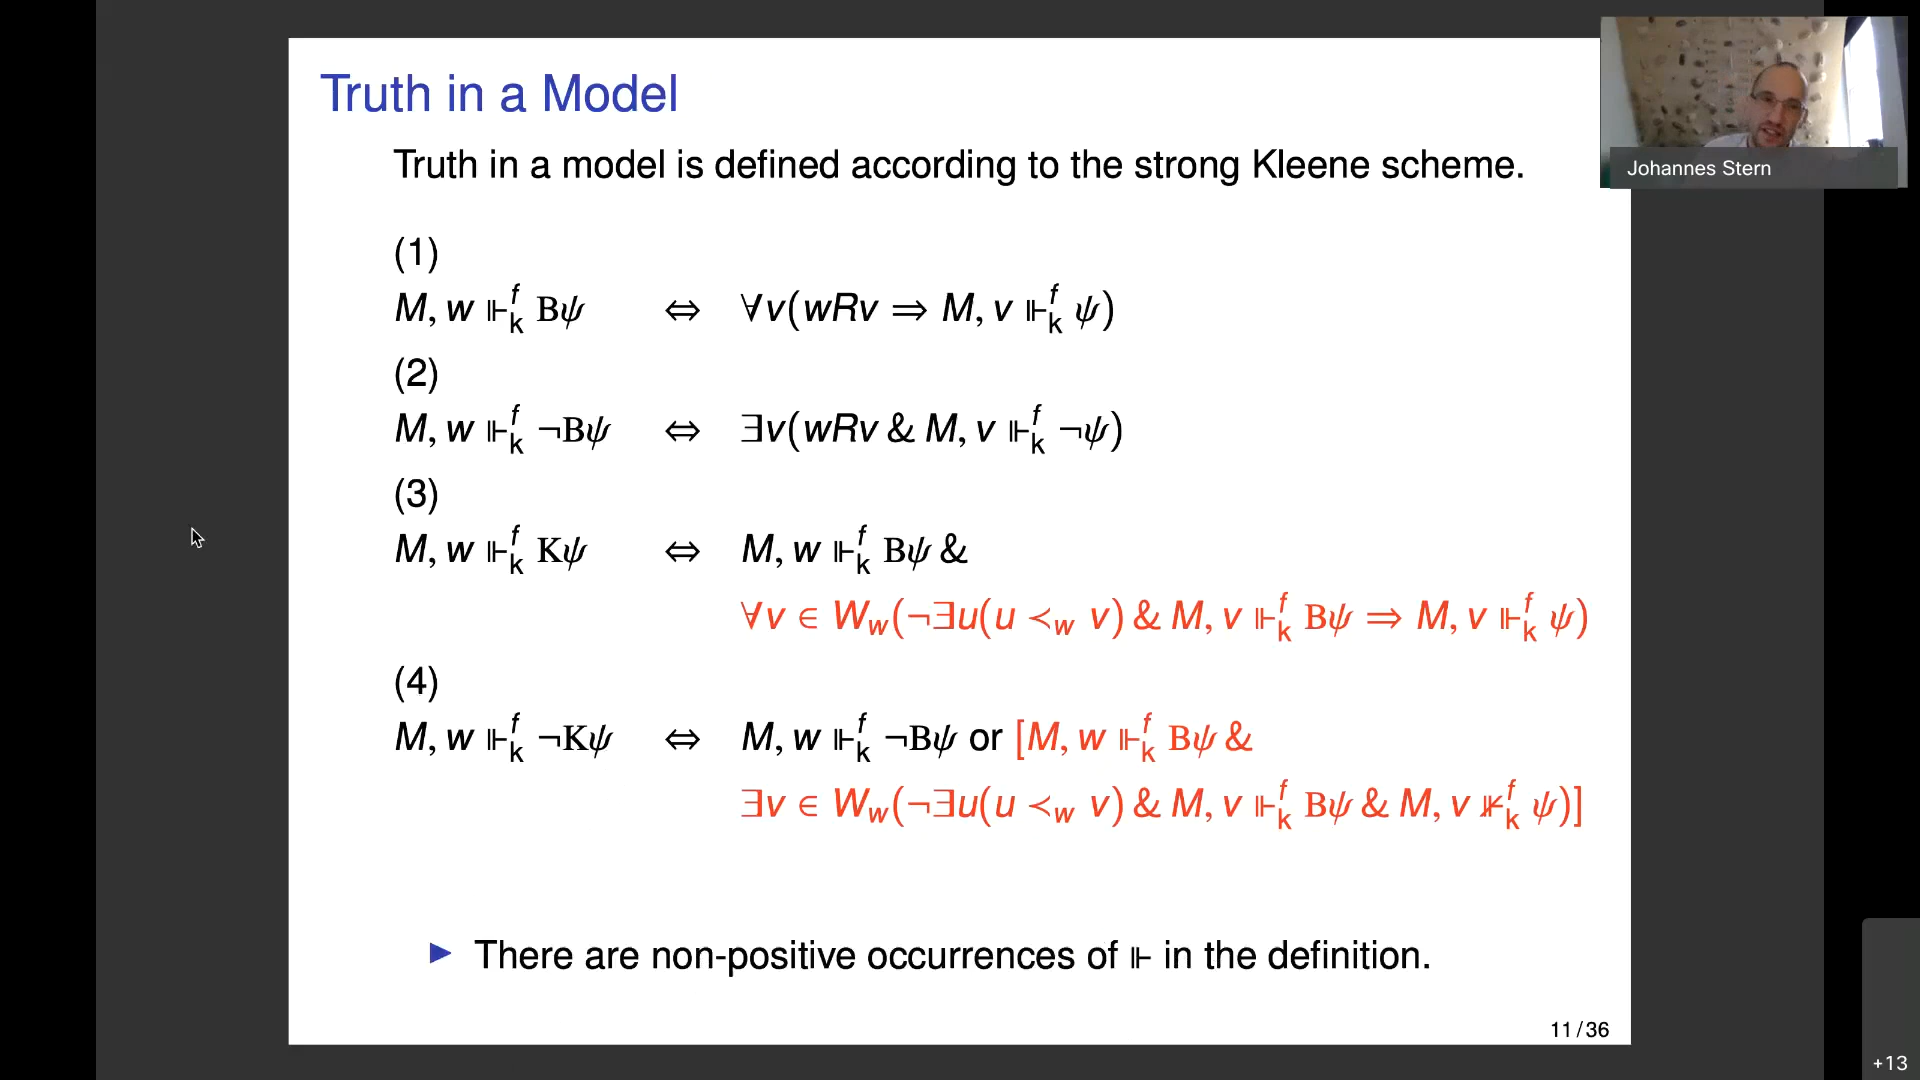 Truth in a Model
Johannes Stern
Truth in a model is defined according to the strong Kleene scheme.
(1)
M, w ⊩ᶠₖ Bψ ⇔ ∀v(wRv ⇒ M, v ⊩ᶠₖ ψ)
(2)
M, w ⊩ᶠₖ ¬Bψ ⇔ ∃v(wRv & M, v ⊩ᶠₖ ¬ψ)
(3)
M, w ⊩ᶠₖ Kψ ⇔ M, w ⊩ᶠₖ Bψ &
∀v ∈ W_w(¬∃u(u ≺_w v) & M, v ⊩ᶠₖ Bψ ⇒ M, v ⊩ᶠₖ ψ)
(4)
M, w ⊩ᶠₖ ¬Kψ ⇔ M, w ⊩ᶠₖ ¬Bψ or [M, w ⊩ᶠₖ Bψ &
∃v ∈ W_w(¬∃u(u ≺_w v) & M, v ⊩ᶠₖ Bψ & M, v ⊮ᶠₖ ψ)]
▶ There are non-positive occurrences of ⊩ in the definition.
11 / 36
+13